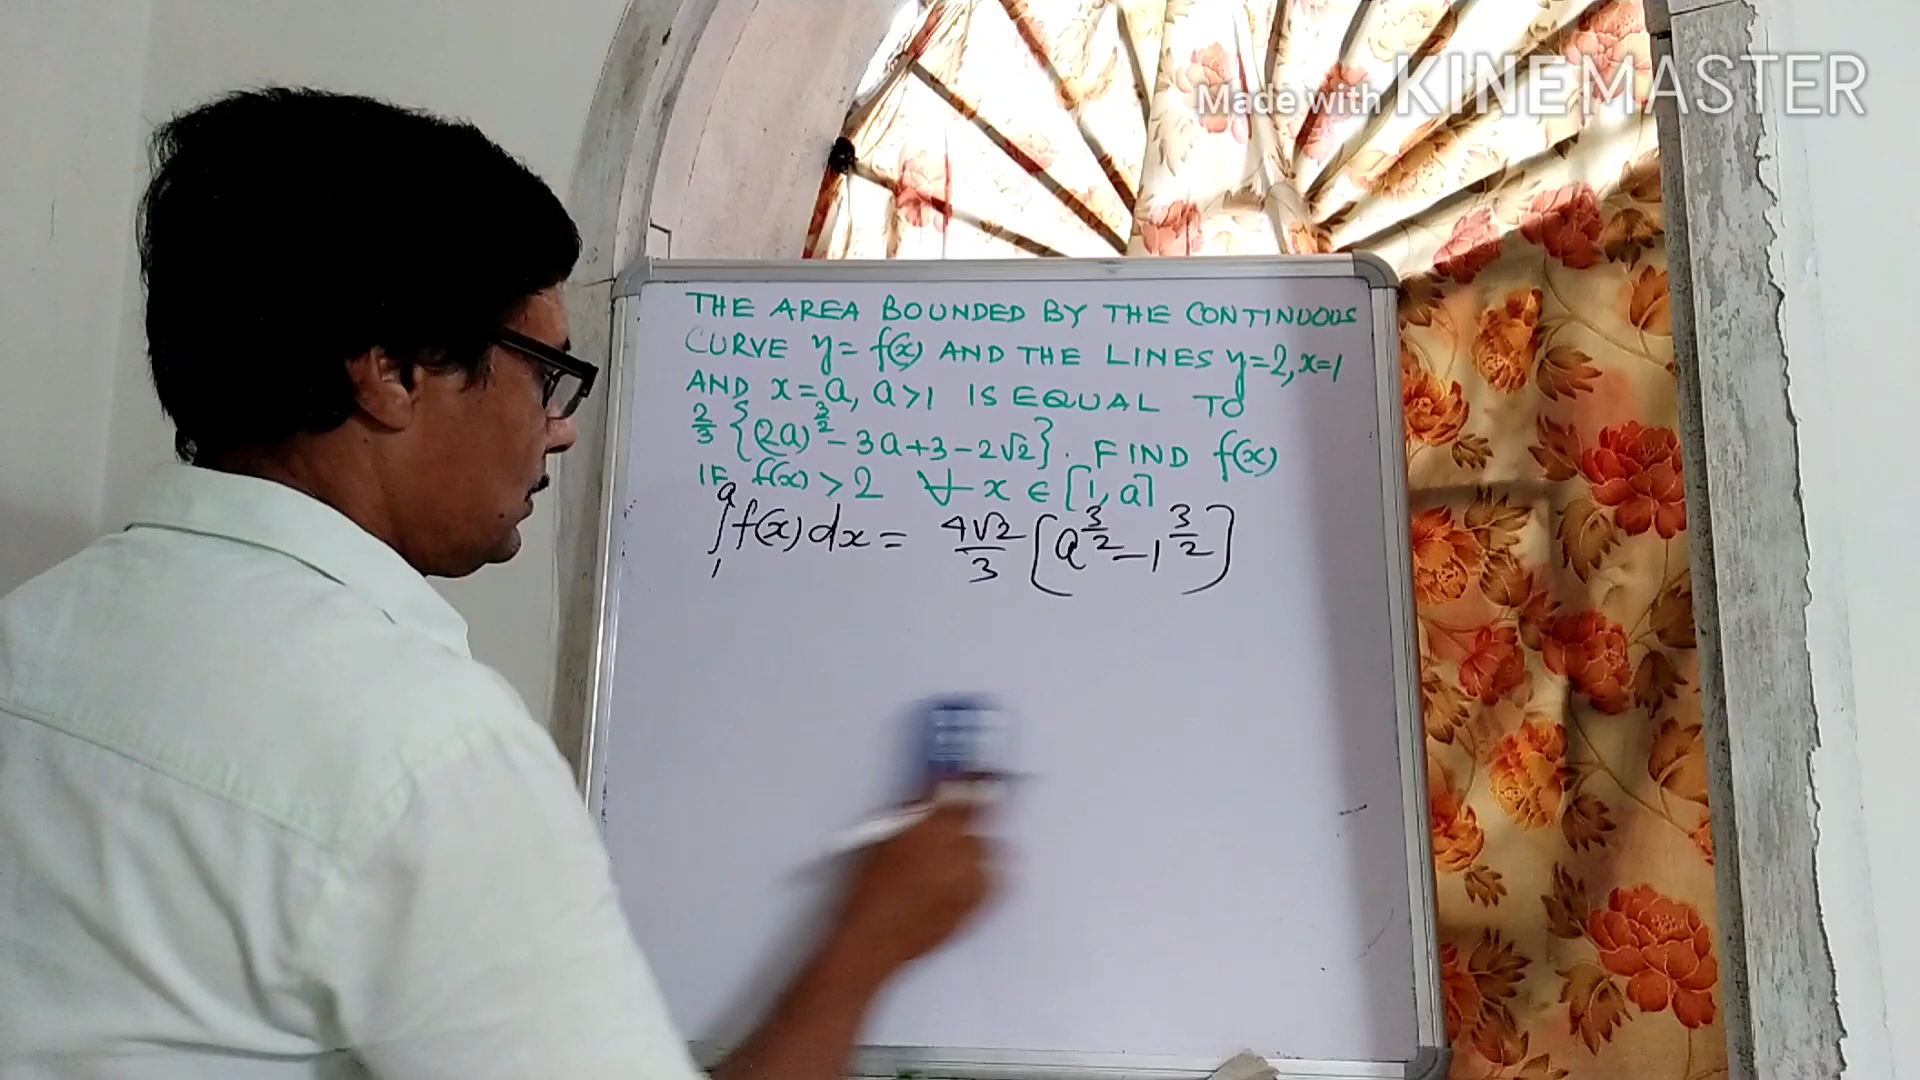 Made with KINEMASTER
THE AREA BOUNDED BY THE CONTINUOUS
CURVE y = f(x) AND THE LINES y=2, x=1
AND x=a, a>1 IS EQUAL TO
2/3 {(2a)^3/2 - 3a+3-2√2}. FIND f(x)
IF f(x) > 2 ∀ x ∈ [1, a]
∫₁ᵃ f(x) dx = 4√2/3 [a^3/2 - 1^3/2]